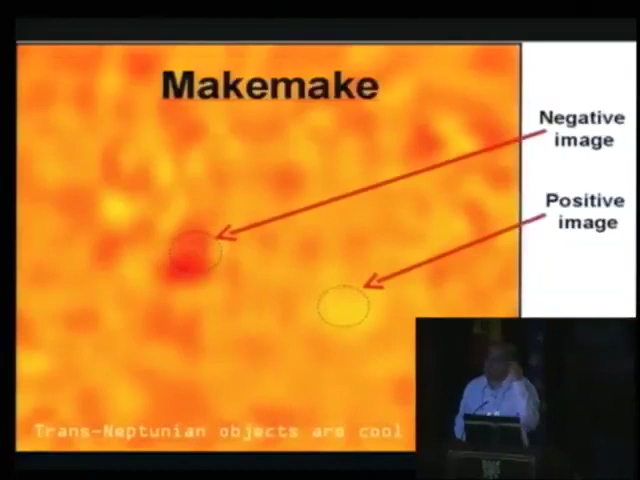 Makemake
Negative
image
Positive
image
Trans-Neptunian objects are cool